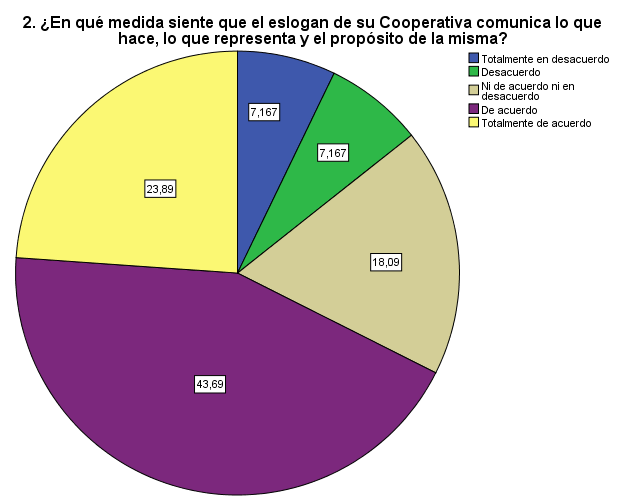 2. ¿En qué medida siente que el eslogan de su Cooperativa comunica lo que
hace, lo que representa y el propósito de la misma?
Totalmente en desacuerdo
Desacuerdo
Ni de acuerdo ni en
desacuerdo
De acuerdo
Totalmente de acuerdo
7,167
7,167
23,89
18,09
43,69